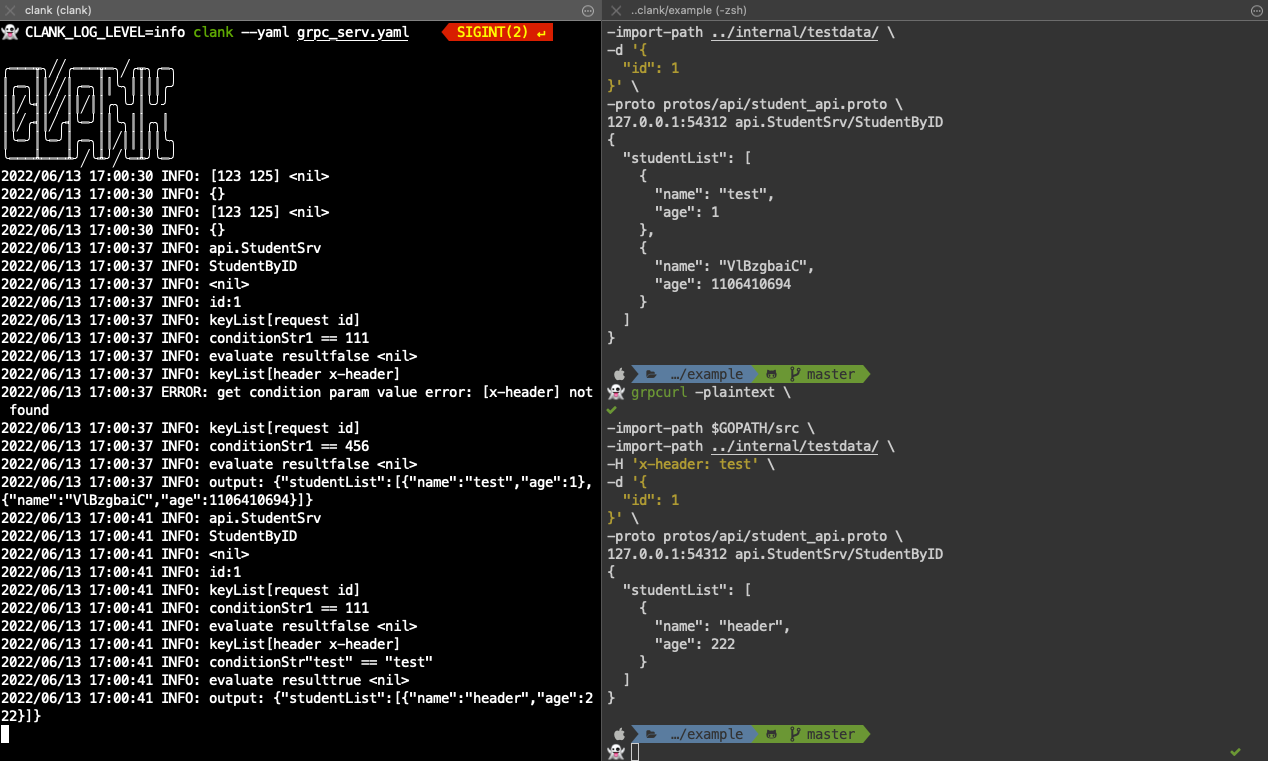 clank (clank)
CLANK_LOG_LEVEL=info clank --yaml grpc_serv.yaml SIGINT(2) ↵
2022/06/13 17:00:30 INFO: [123 125] <nil>
2022/06/13 17:00:30 INFO: {}
2022/06/13 17:00:30 INFO: [123 125] <nil>
2022/06/13 17:00:30 INFO: {}
2022/06/13 17:00:37 INFO: api.StudentSrv
2022/06/13 17:00:37 INFO: StudentByID
2022/06/13 17:00:37 INFO: <nil>
2022/06/13 17:00:37 INFO: id:1
2022/06/13 17:00:37 INFO: keyList[request id]
2022/06/13 17:00:37 INFO: conditionStr1 == 111
2022/06/13 17:00:37 INFO: evaluate resultfalse <nil>
2022/06/13 17:00:37 INFO: keyList[header x-header]
2022/06/13 17:00:37 ERROR: get condition param value error: [x-header] not
found
2022/06/13 17:00:37 INFO: keyList[request id]
2022/06/13 17:00:37 INFO: conditionStr1 == 456
2022/06/13 17:00:37 INFO: evaluate resultfalse <nil>
2022/06/13 17:00:37 INFO: output: {"studentList":[{"name":"test","age":1},
{"name":"VlBzgbaiC","age":1106410694}]}
2022/06/13 17:00:41 INFO: api.StudentSrv
2022/06/13 17:00:41 INFO: StudentByID
2022/06/13 17:00:41 INFO: <nil>
2022/06/13 17:00:41 INFO: id:1
2022/06/13 17:00:41 INFO: keyList[request id]
2022/06/13 17:00:41 INFO: conditionStr1 == 111
2022/06/13 17:00:41 INFO: evaluate resultfalse <nil>
2022/06/13 17:00:41 INFO: keyList[header x-header]
2022/06/13 17:00:41 INFO: conditionStr"test" == "test"
2022/06/13 17:00:41 INFO: evaluate resulttrue <nil>
2022/06/13 17:00:41 INFO: output: {"studentList":[{"name":"header","age":2
22}]}
..clank/example (-zsh)
-import-path ../internal/testdata/ \
-d '{
"id": 1
}' \
-proto protos/api/student_api.proto \
127.0.0.1:54312 api.StudentSrv/StudentByID
{
"studentList": [
{
"name": "test",
"age": 1
},
{
"name": "VlBzgbaiC",
"age": 1106410694
}
]
}
…/example master
grpcurl -plaintext \
✔
-import-path $GOPATH/src \
-import-path ../internal/testdata/ \
-H 'x-header: test' \
-d '{
"id": 1
}' \
-proto protos/api/student_api.proto \
127.0.0.1:54312 api.StudentSrv/StudentByID
{
"studentList": [
{
"name": "header",
"age": 222
}
]
}
…/example master
✔